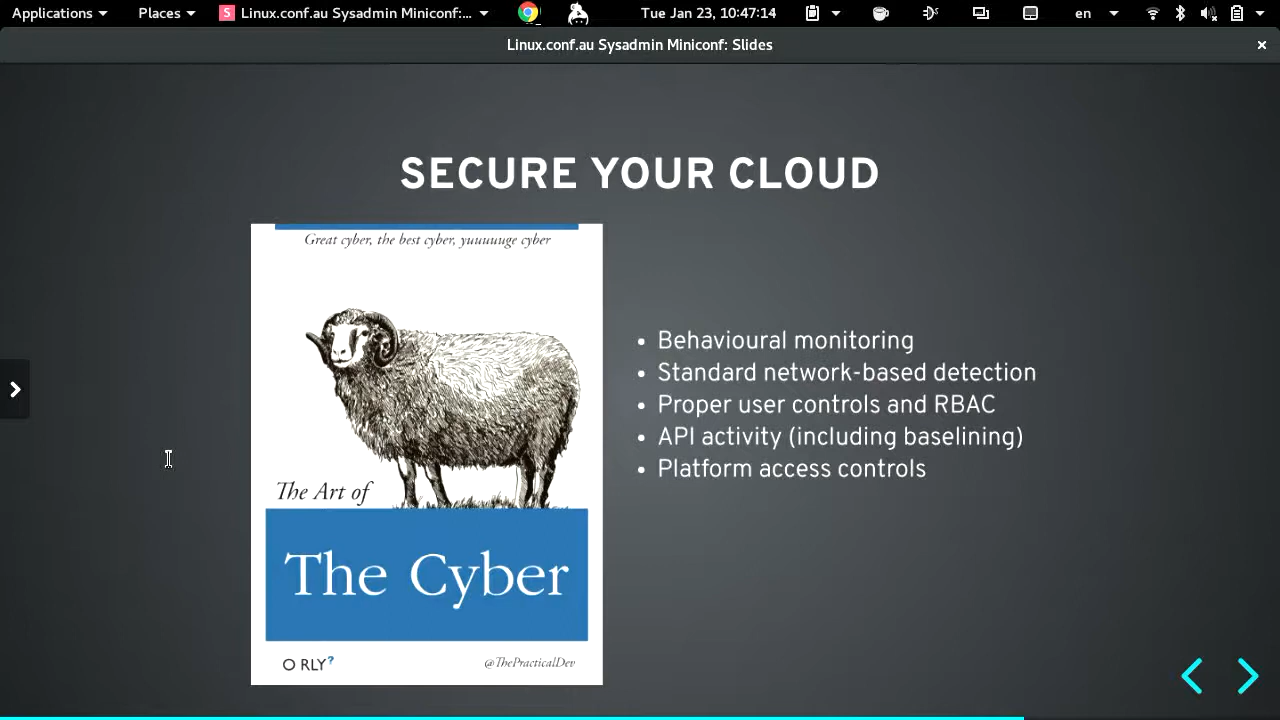 Applications Places Linux.conf.au Sysadmin Miniconf:... Tue Jan 23, 10:47:14 en
Linux.conf.au Sysadmin Miniconf: Slides
SECURE YOUR CLOUD
Great cyber, the best cyber, yuuuuuge cyber
The Art of
The Cyber
O RLY?
@ThePracticalDev
• Behavioural monitoring
• Standard network-based detection
• Proper user controls and RBAC
• API activity (including baselining)
• Platform access controls